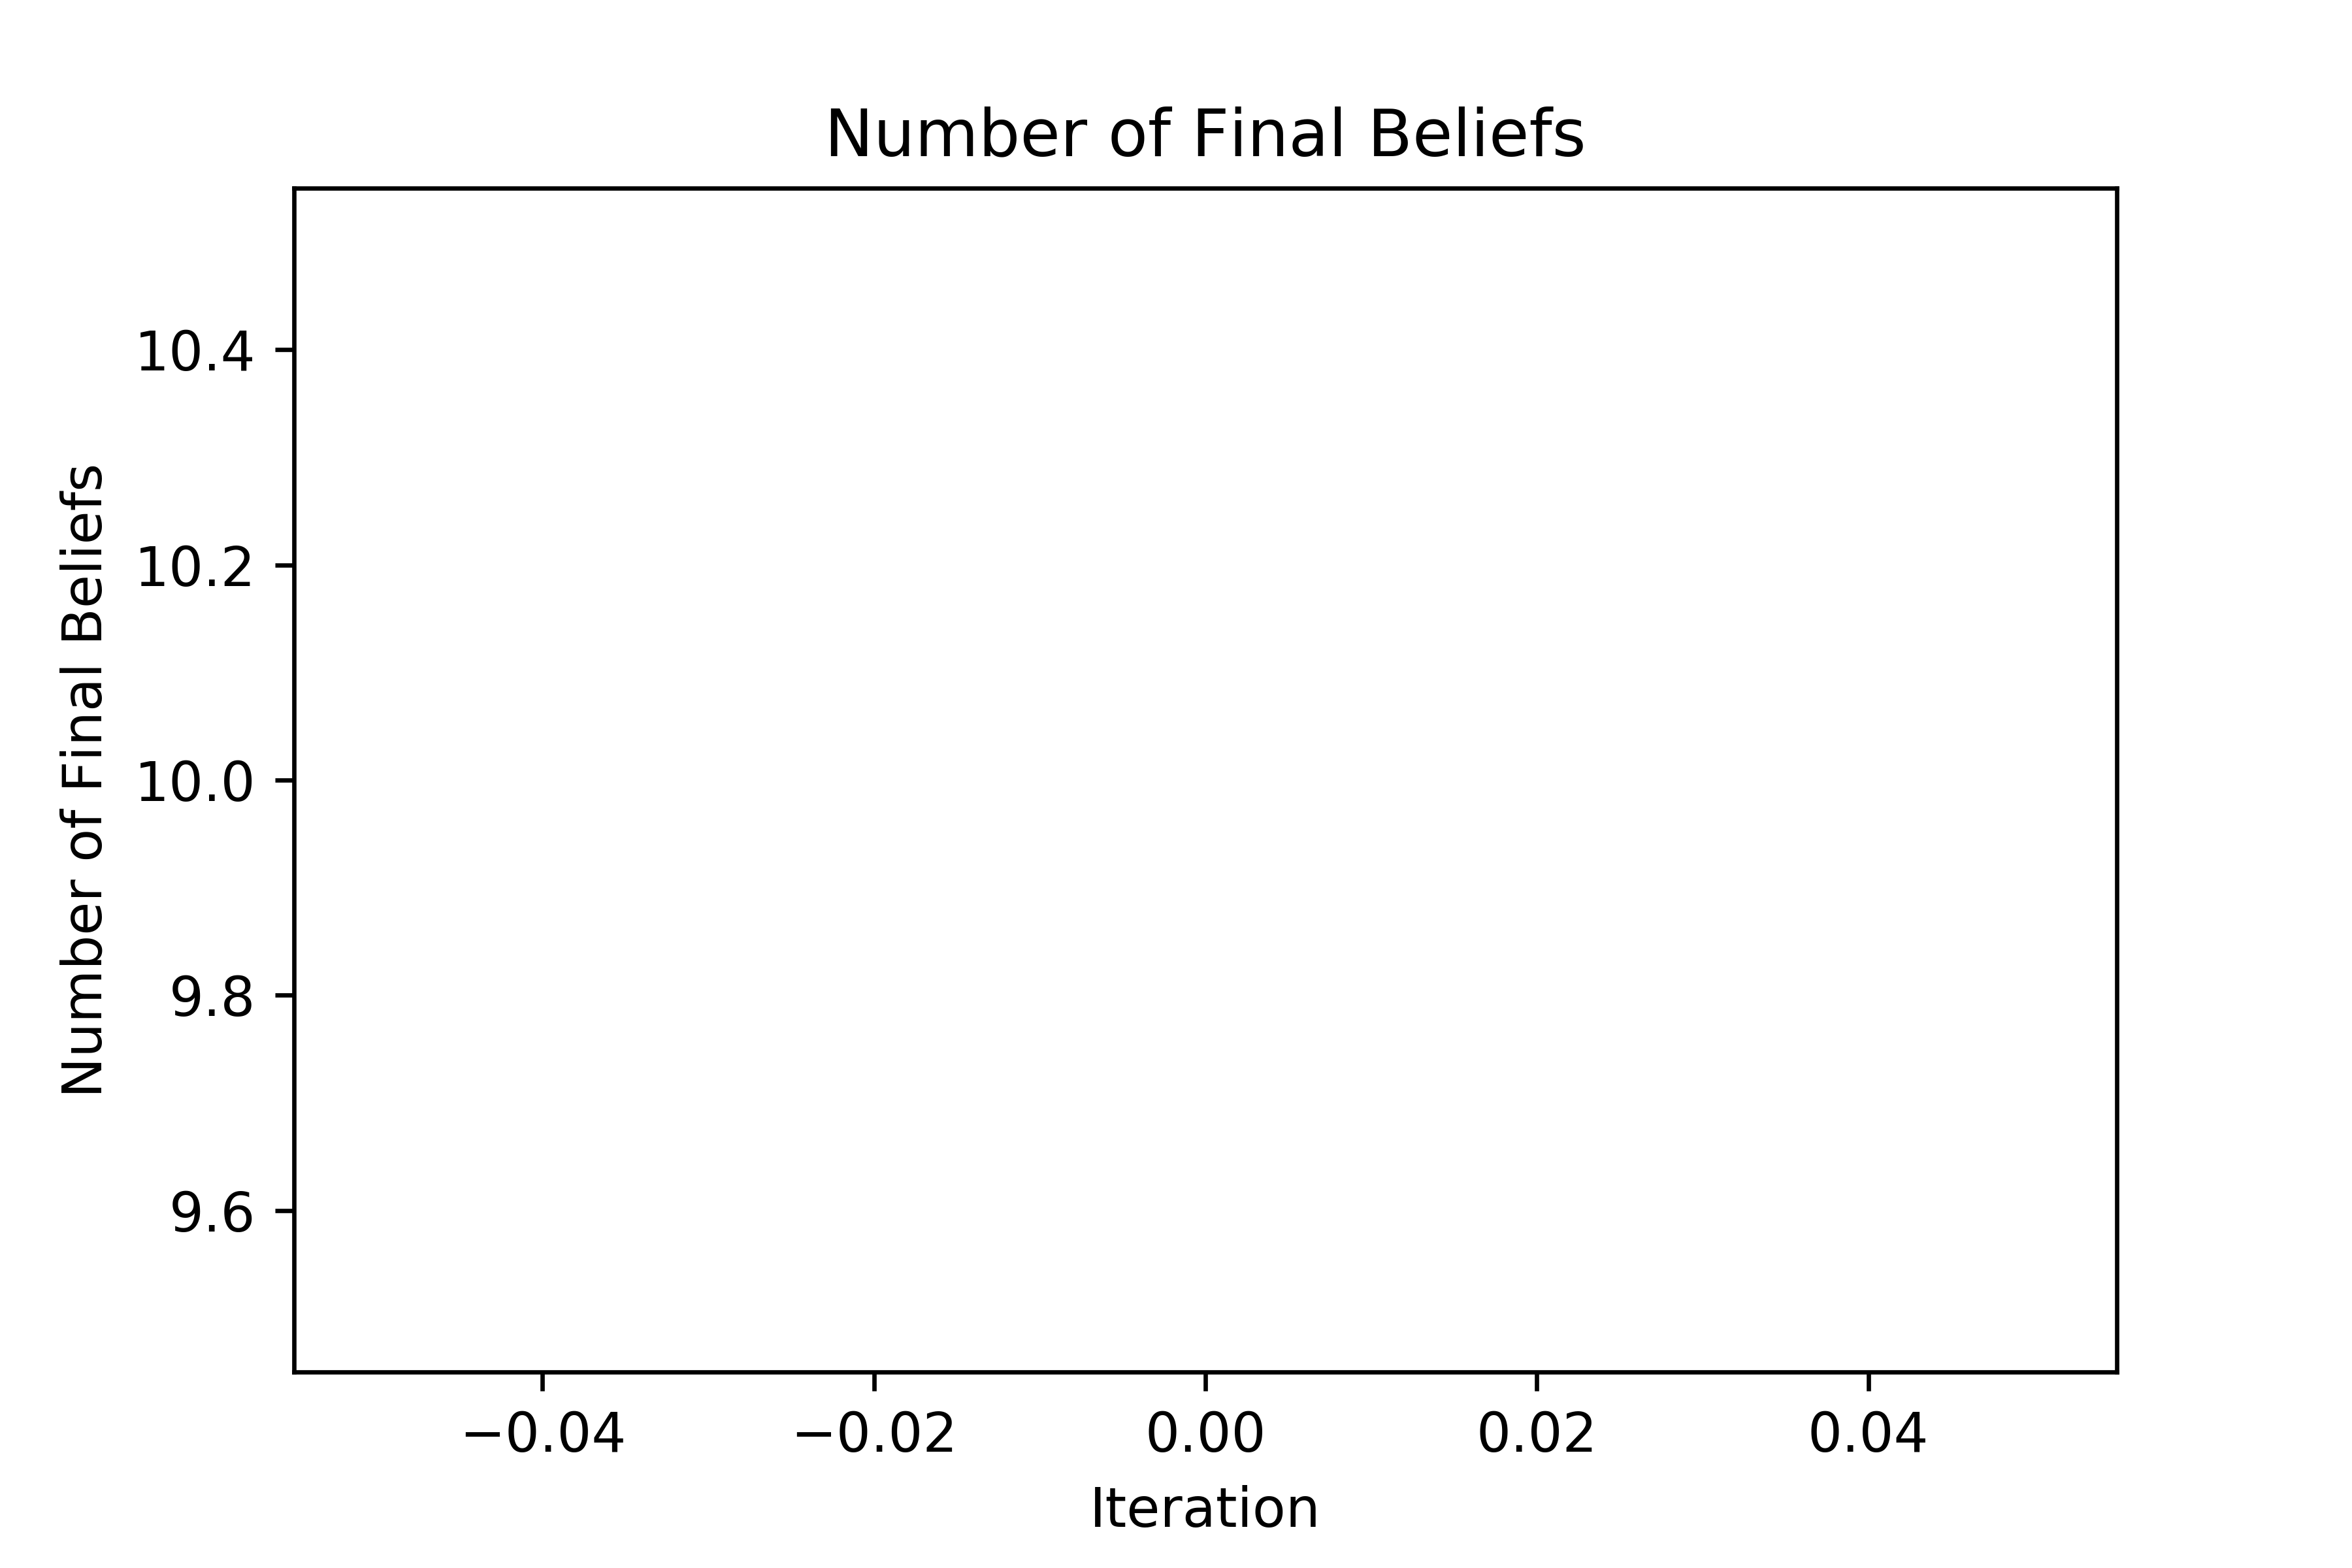 Number of Final Beliefs
10.4
10.2
10.0
9.8
9.6
Number of Final Beliefs
−0.04 −0.02 0.00 0.02 0.04
Iteration